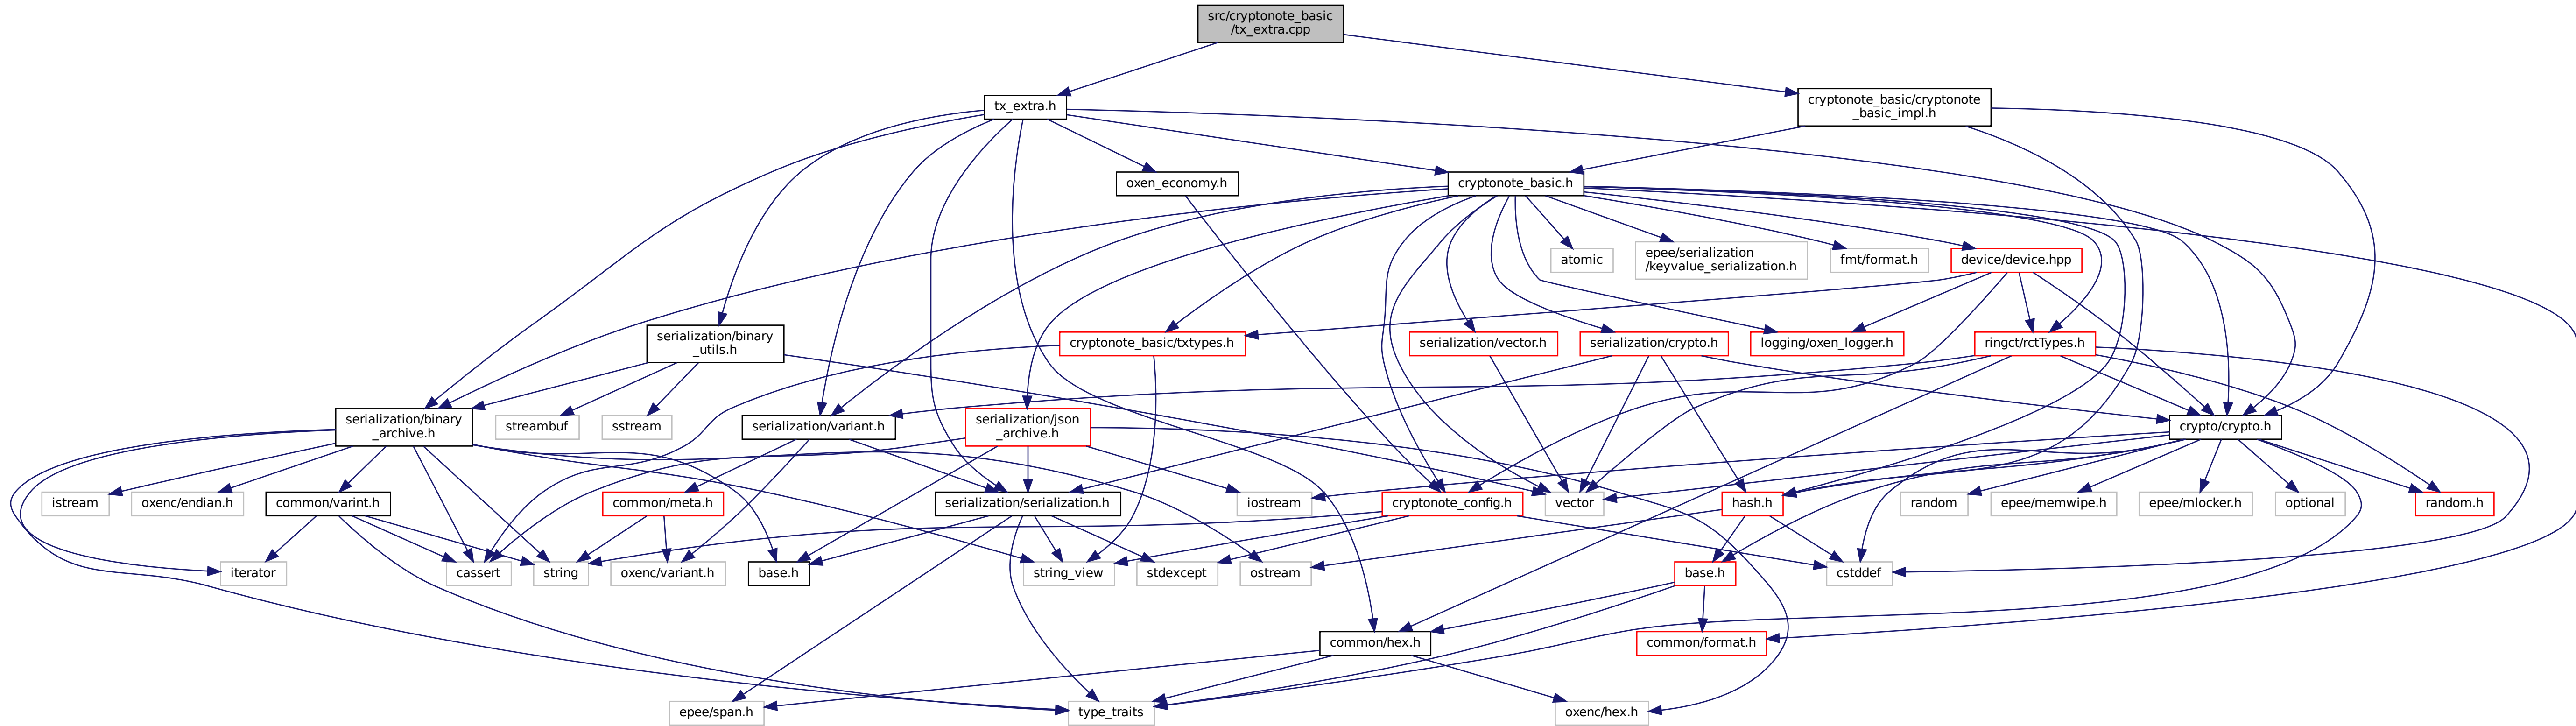 src/cryptonote_basic
/tx_extra.cpp
tx_extra.h
cryptonote_basic/cryptonote
_basic_impl.h
oxen_economy.h
cryptonote_basic.h
atomic
epee/serialization
/keyvalue_serialization.h
fmt/format.h
device/device.hpp
serialization/binary
_utils.h
cryptonote_basic/txtypes.h
serialization/vector.h
serialization/crypto.h
logging/oxen_logger.h
ringct/rctTypes.h
serialization/binary
_archive.h
streambuf
sstream
serialization/variant.h
serialization/json
_archive.h
crypto/crypto.h
istream
oxenc/endian.h
common/varint.h
common/meta.h
serialization/serialization.h
iostream
cryptonote_config.h
vector
hash.h
random
epee/memwipe.h
epee/mlocker.h
optional
random.h
iterator
cassert
string
oxenc/variant.h
base.h
string_view
stdexcept
ostream
base.h
cstddef
common/hex.h
common/format.h
epee/span.h
type_traits
oxenc/hex.h